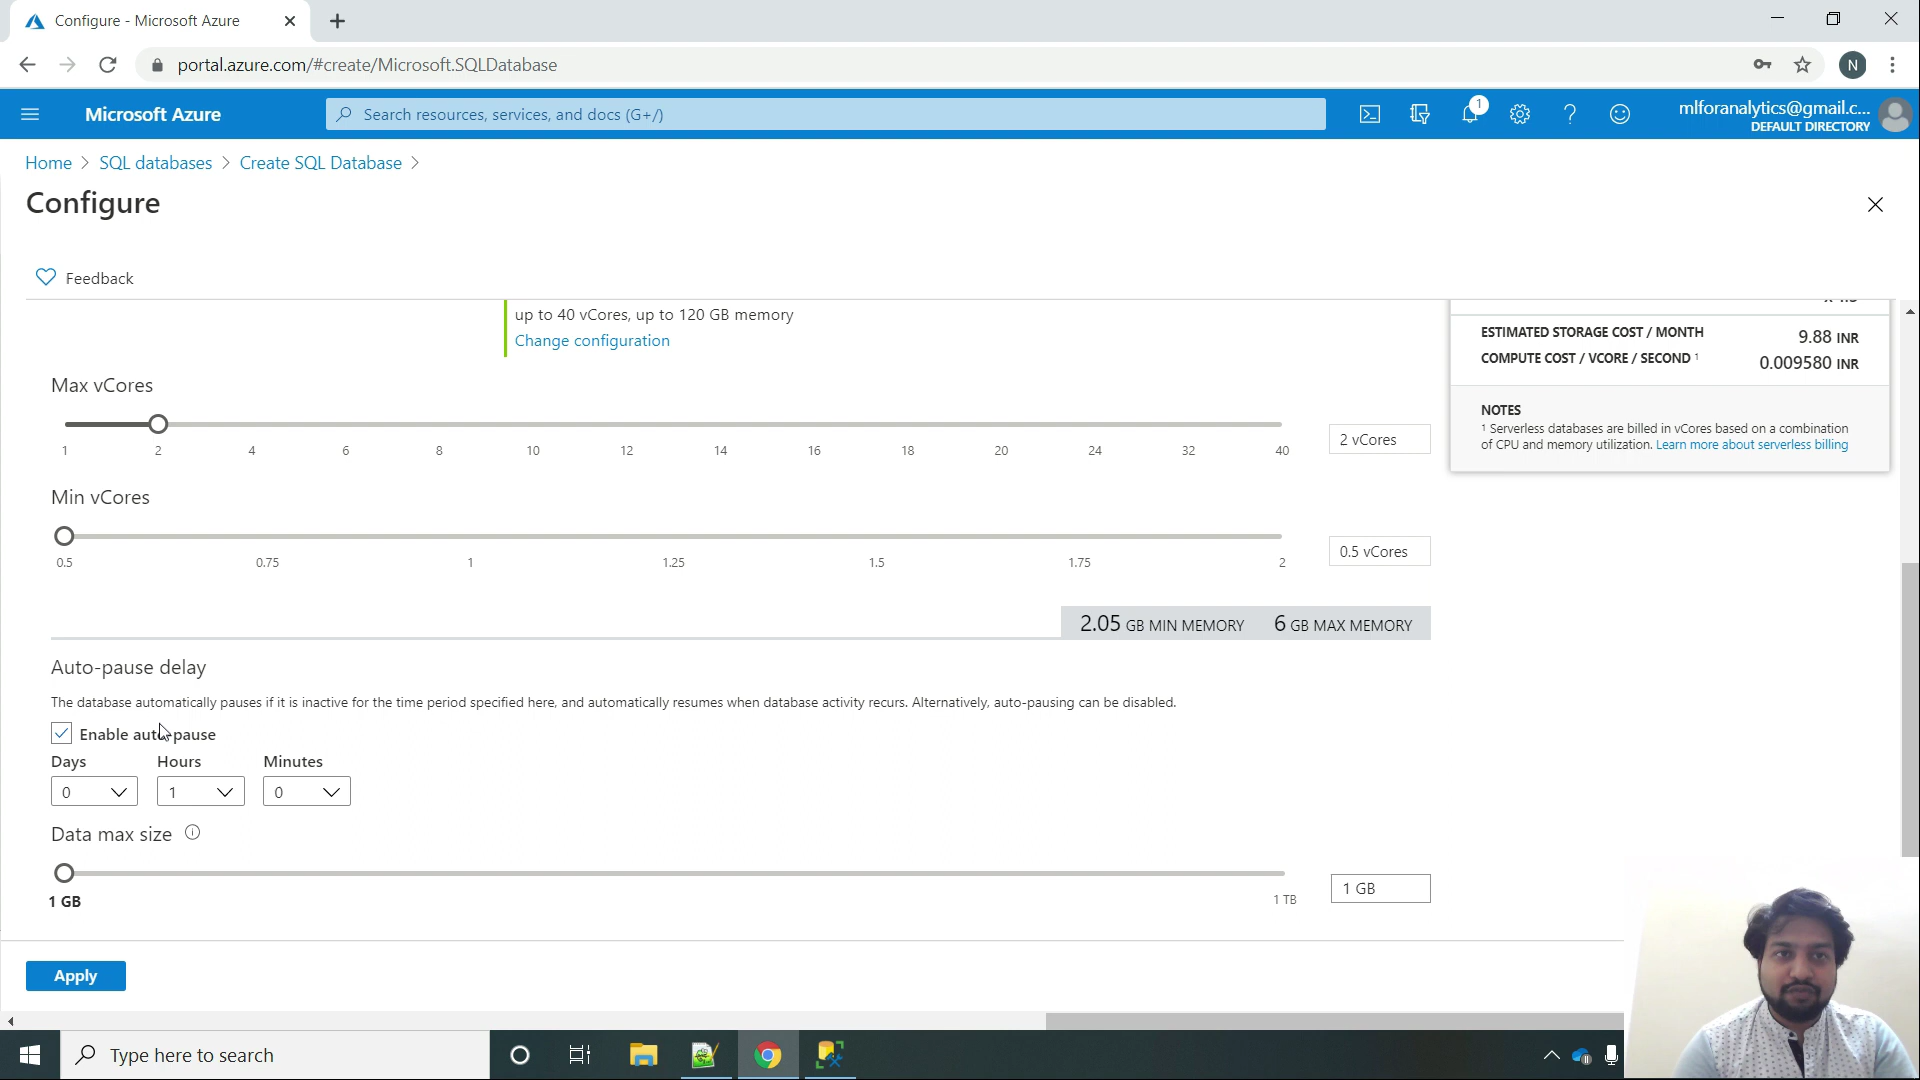 Configure - Microsoft Azure
portal.azure.com/#create/Microsoft.SQLDatabase
N
Microsoft Azure
Search resources, services, and docs (G+/)
1
mlforanalytics@gmail.c...
DEFAULT DIRECTORY
Home > SQL databases > Create SQL Database >
Configure
Feedback
up to 40 vCores, up to 120 GB memory
Change configuration
ESTIMATED STORAGE COST / MONTH 9.88 INR
COMPUTE COST / VCORE / SECOND ¹ 0.009580 INR
NOTES
¹ Serverless databases are billed in vCores based on a combination
of CPU and memory utilization. Learn more about serverless billing
Max vCores
1 2 4 6 8 10 12 14 16 18 20 24 32 40
2 vCores
Min vCores
0.5 0.75 1 1.25 1.5 1.75 2
0.5 vCores
2.05 GB MIN MEMORY 6 GB MAX MEMORY
Auto-pause delay
The database automatically pauses if it is inactive for the time period specified here, and automatically resumes when database activity recurs. Alternatively, auto-pausing can be disabled.
Enable auto-pause
Days Hours Minutes
0 1 0
Data max size
1 GB
1 TB
1 GB
Apply
Type here to search